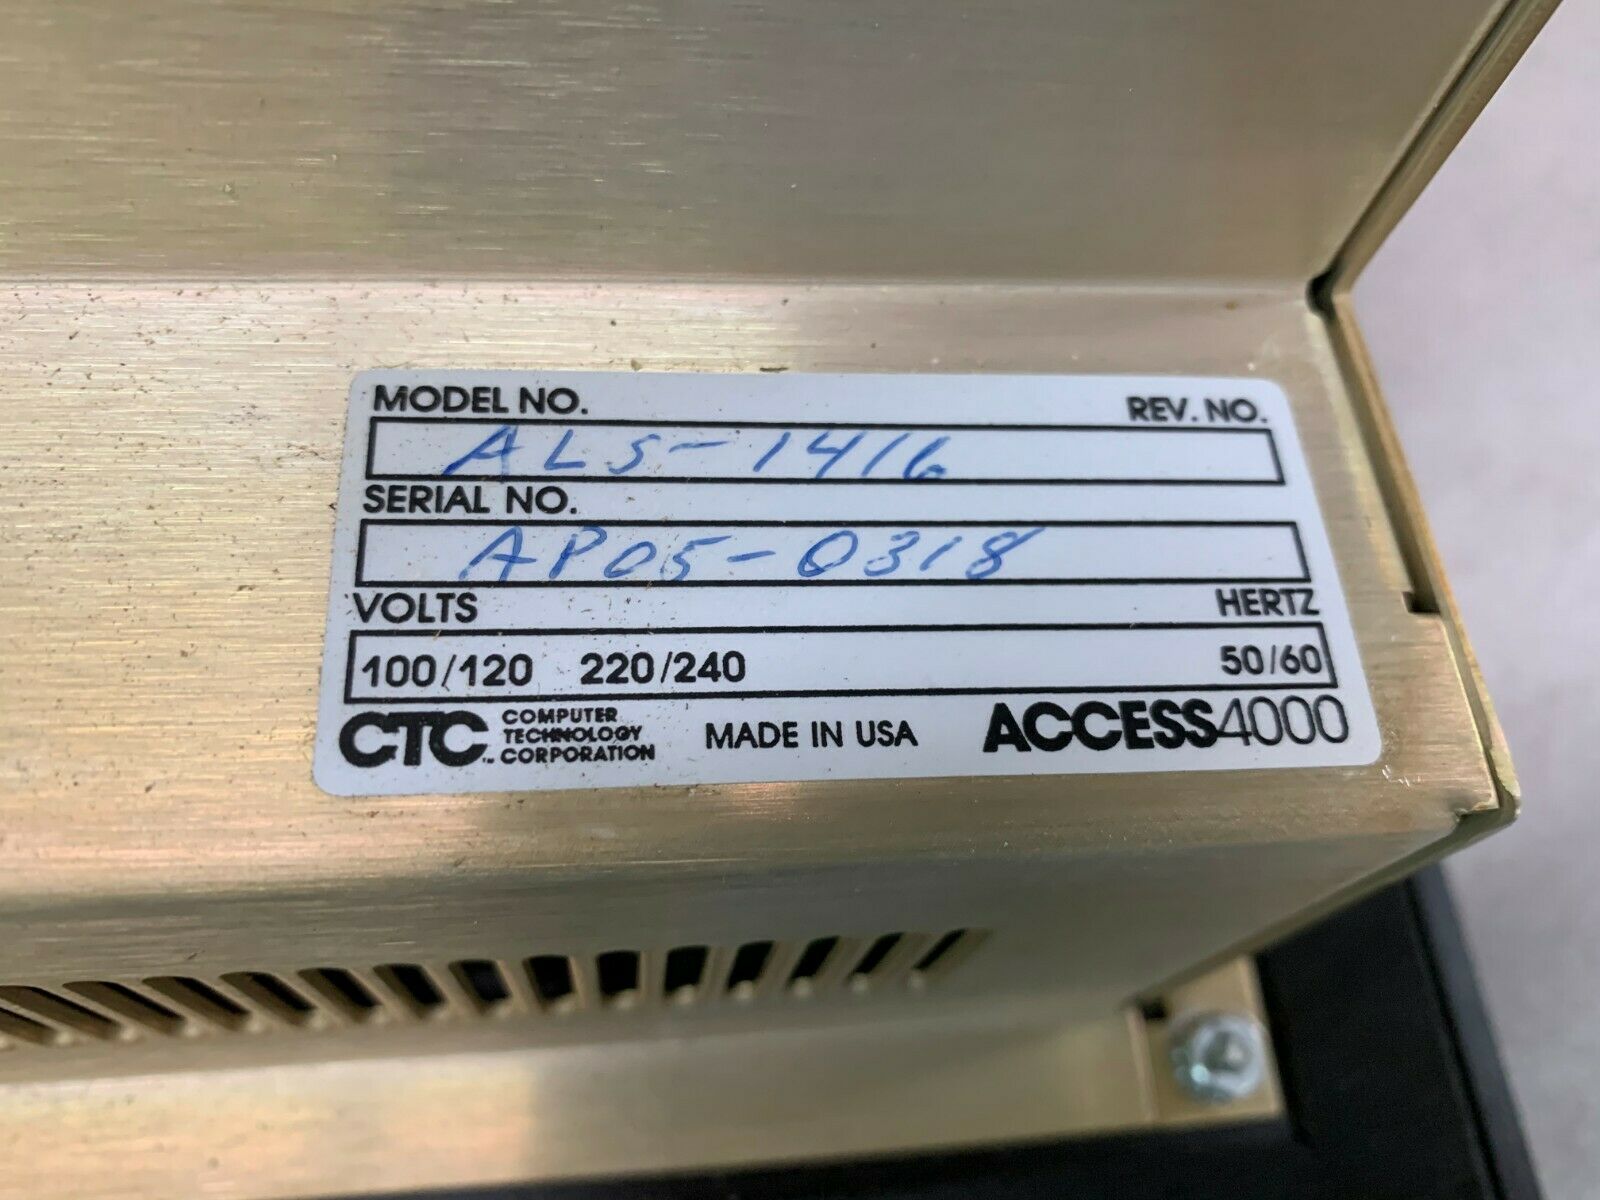 MODEL NO. REV. NO.
ALS-1416
SERIAL NO.
AP05-0318
VOLTS HERTZ
100/120 220/240 50/60
CTC™ COMPUTER TECHNOLOGY CORPORATION MADE IN USA ACCESS4000